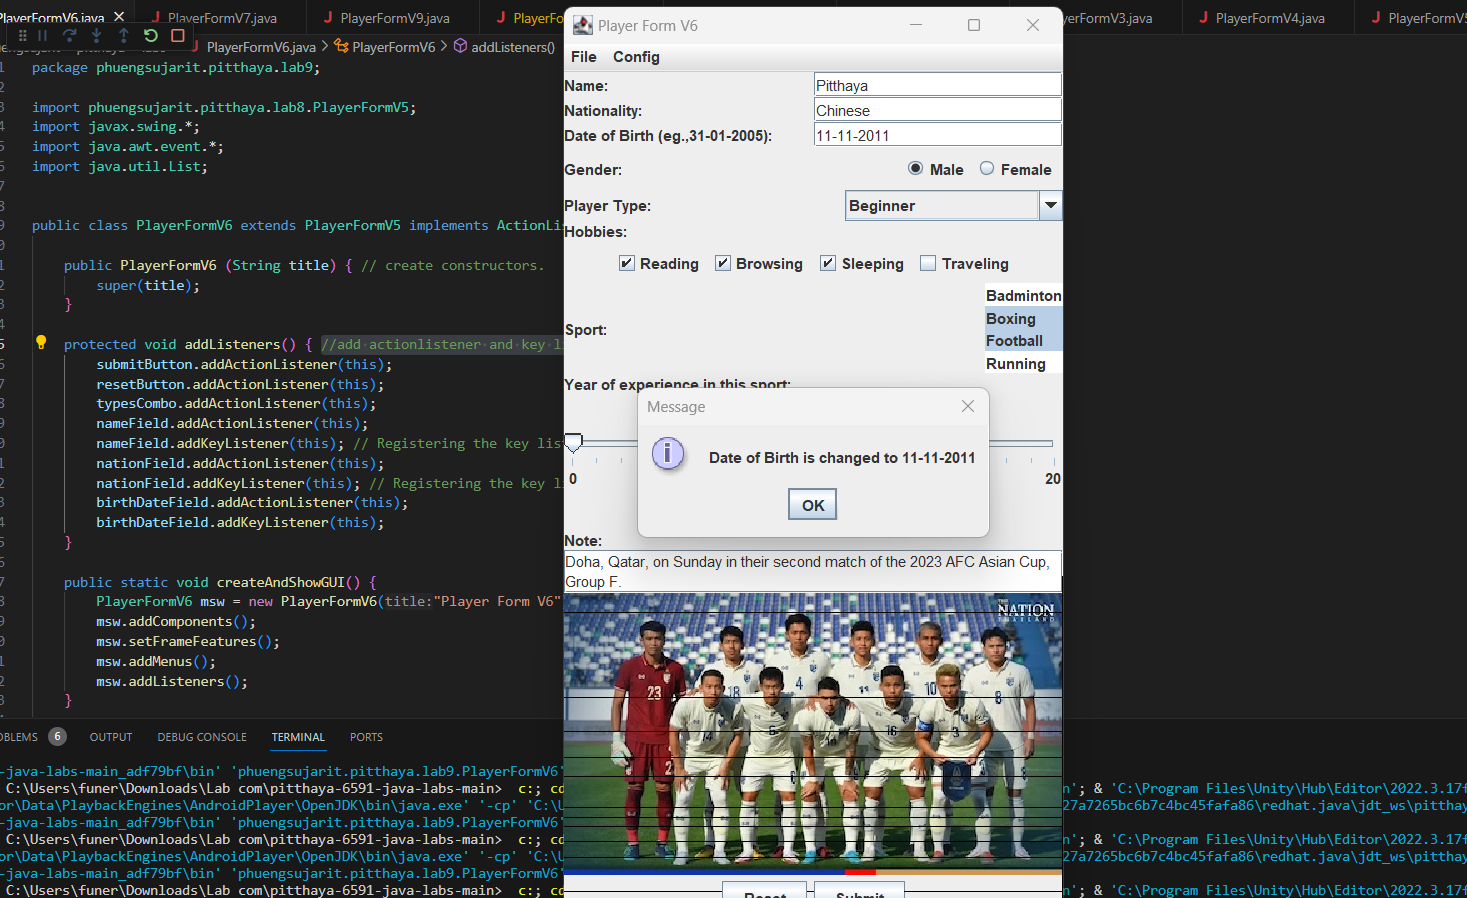 PlayerFormV6.java
PlayerFormV7.java
PlayerFormV9.java
PlayerFormV3.java
PlayerFormV4.java
PlayerFormV6.java > PlayerFormV6 > addListeners()
package phuengsujarit.pitthaya.lab9;
import phuengsujarit.pitthaya.lab8.PlayerFormV5;
import javax.swing.*;
import java.awt.event.*;
import java.util.List;
public class PlayerFormV6 extends PlayerFormV5 implements ActionLi
public PlayerFormV6 (String title) { // create constructors.
super(title);
}
protected void addListeners() { //add actionlistener and key li
submitButton.addActionListener(this);
resetButton.addActionListener(this);
typesCombo.addActionListener(this);
nameField.addActionListener(this);
nameField.addKeyListener(this); // Registering the key lis
nationField.addActionListener(this);
nationField.addKeyListener(this); // Registering the key l
birthDateField.addActionListener(this);
birthDateField.addKeyListener(this);
}
public static void createAndShowGUI() {
PlayerFormV6 msw = new PlayerFormV6(title:"Player Form V6"
msw.addComponents();
msw.setFrameFeatures();
msw.addMenus();
msw.addListeners();
}
OBLEMS 6 OUTPUT DEBUG CONSOLE TERMINAL PORTS
-java-labs-main_adf79bf\bin' 'phuengsujarit.pitthaya.lab9.PlayerFormV6'
C:\Users\funer\Downloads\Lab com\pitthaya-6591-java-labs-main> c:; cd
n'; & 'C:\Program Files\Unity\Hub\Editor\2022.3.17f
or\Data\PlaybackEngines\AndroidPlayer\OpenJDK\bin\java.exe' '-cp' 'C:\U
27a7265bc6b7c4bc45fafa86\redhat.java\jdt_ws\pitthay
-java-labs-main_adf79bf\bin' 'phuengsujarit.pitthaya.lab9.PlayerFormV6'
C:\Users\funer\Downloads\Lab com\pitthaya-6591-java-labs-main> c:; cd
n'; & 'C:\Program Files\Unity\Hub\Editor\2022.3.17f
or\Data\PlaybackEngines\AndroidPlayer\OpenJDK\bin\java.exe' '-cp' 'C:\U
27a7265bc6b7c4bc45fafa86\redhat.java\jdt_ws\pitthay
-java-labs-main_adf79bf\bin' 'phuengsujarit.pitthaya.lab9.PlayerFormV6'
C:\Users\funer\Downloads\Lab com\pitthaya-6591-java-labs-main> c:; cd
n'; & 'C:\Program Files\Unity\Hub\Editor\2022.3.17f
Player Form V6
File Config
Name: Pitthaya
Nationality: Chinese
Date of Birth (eg.,31-01-2005): 11-11-2011
Gender: Male Female
Player Type: Beginner
Hobbies:
Reading Browsing Sleeping Traveling
Badminton
Boxing
Sport:
Football
Running
Year of experience in this sport:
0 20
Message
Date of Birth is changed to 11-11-2011
OK
Note:
Doha, Qatar, on Sunday in their second match of the 2023 AFC Asian Cup,
Group F.
THE
NATION
THAILAND
23
18
4
10
8
14
6
16
3
Reset Submit